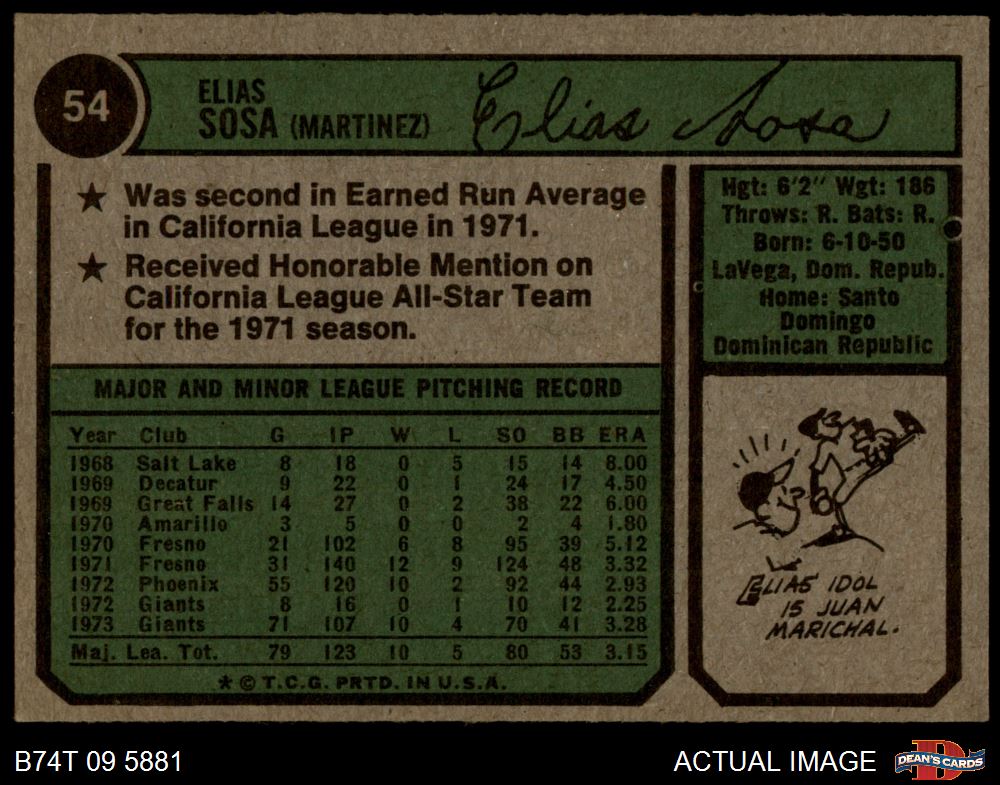 54
ELIAS
SOSA (MARTINEZ)
Elias Sosa
★ Was second in Earned Run Average
in California League in 1971.
★ Received Honorable Mention on
California League All-Star Team
for the 1971 season.
MAJOR AND MINOR LEAGUE PITCHING RECORD
Year Club G IP W L SO BB ERA
1968 Salt Lake 8 18 0 5 15 14 8.00
1969 Decatur 9 22 0 1 24 17 4.50
1969 Great Falls 14 27 0 2 38 22 6.00
1970 Amarillo 3 5 0 0 2 4 1.80
1970 Fresno 21 102 6 8 95 39 5.12
1971 Fresno 31 140 12 9 124 48 3.32
1972 Phoenix 55 120 10 2 92 44 2.93
1972 Giants 8 16 0 1 10 12 2.25
1973 Giants 71 107 10 4 70 41 3.28
Maj. Lea. Tot. 79 123 10 5 80 53 3.15
★ © T.C.G. PRTD. IN U.S.A.
Hgt: 6'2" Wgt: 186
Throws: R. Bats: R.
Born: 6-10-50
LaVega, Dom. Repub.
Home: Santo
Domingo
Dominican Republic
ELIAS IDOL
IS JUAN
MARICHAL.
B74T 09 5881
ACTUAL IMAGE
DEAN'S CARDS